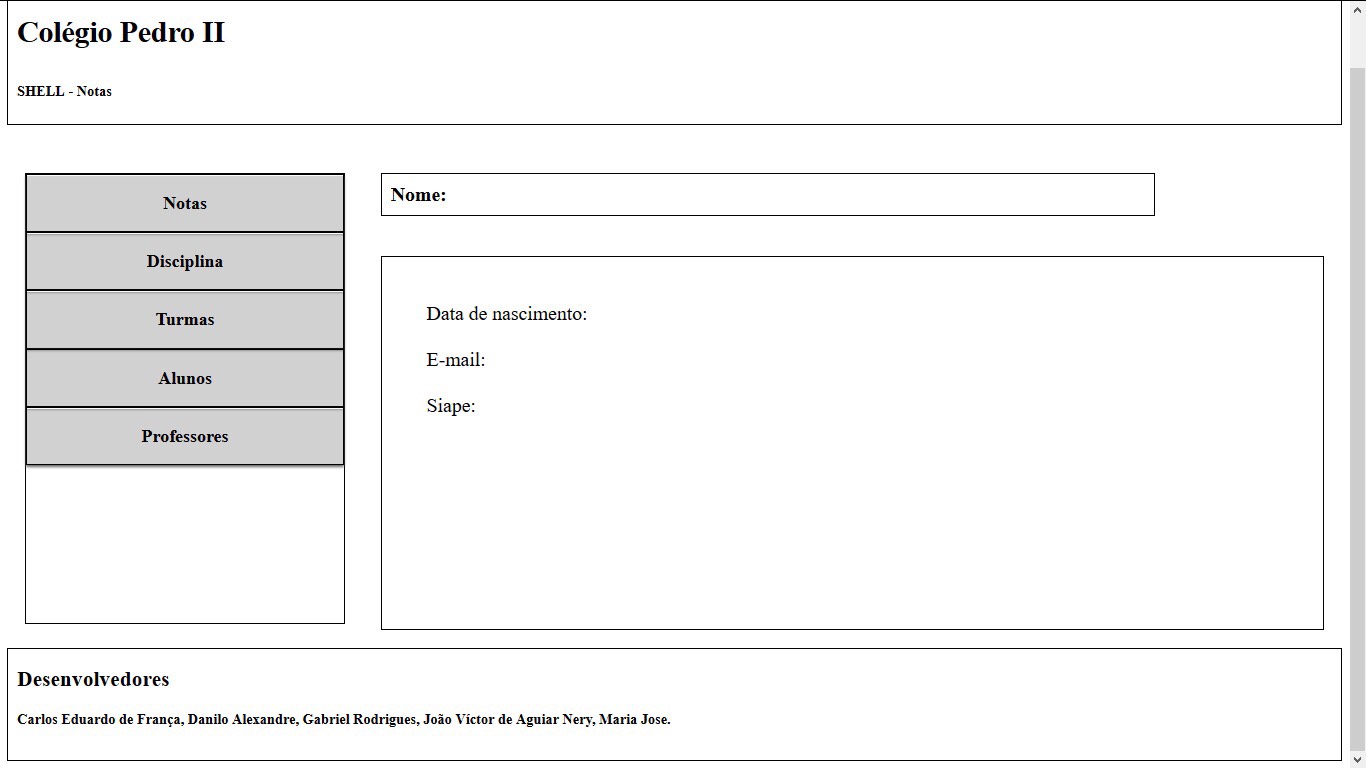 Colégio Pedro II
SHELL - Notas
Notas
Disciplina
Turmas
Alunos
Professores
Nome:
Data de nascimento:
E-mail:
Siape:
Desenvolvedores
Carlos Eduardo de França, Danilo Alexandre, Gabriel Rodrigues, João Víctor de Aguiar Nery, Maria Jose.